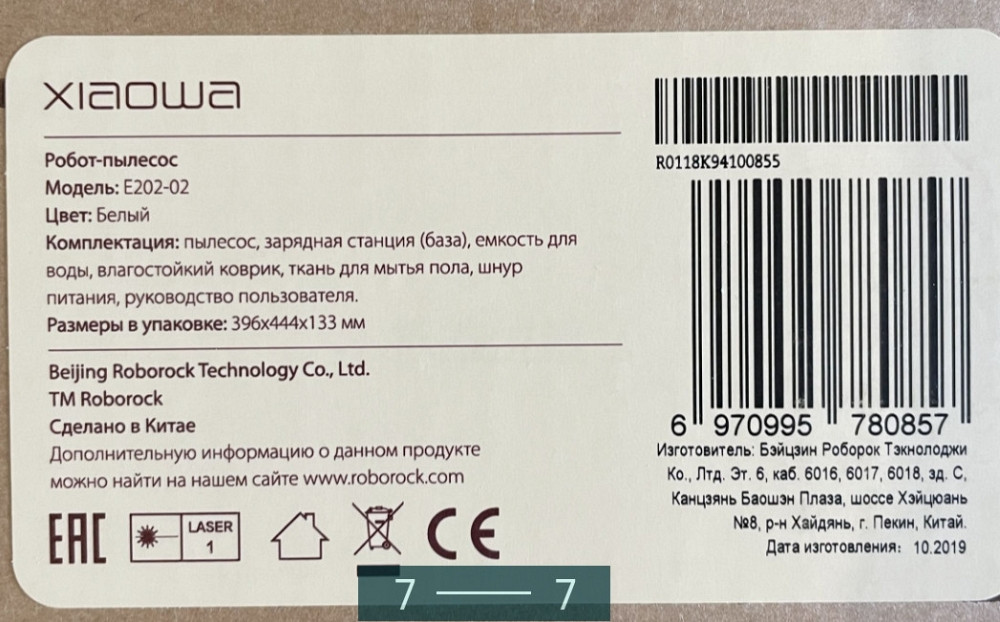 xiaowa
Робот-пылесос
Модель: E202-02
Цвет: Белый
Комплектация: пылесос, зарядная станция (база), емкость для
воды, влагостойкий коврик, ткань для мытья пола, шнур
питания, руководство пользователя.
Размеры в упаковке: 396x444x133 мм
Beijing Roborock Technology Co., Ltd.
TM Roborock
Сделано в Китае
Дополнительную информацию о данном продукте
можно найти на нашем сайте www.roborock.com
EAC
LASER
1
CE
R0118K94100855
6 970995 780857
Изготовитель: Бэйцзин Роборок Тэкнолоджи
Ко., Лтд. Эт. 6, каб. 6016, 6017, 6018, зд. C,
Канцзянь Баошэн Плаза, шоссе Хэйцюань
№8, р-н Хайдянь, г. Пекин, Китай.
Дата изготовления: 10.2019
7 — 7